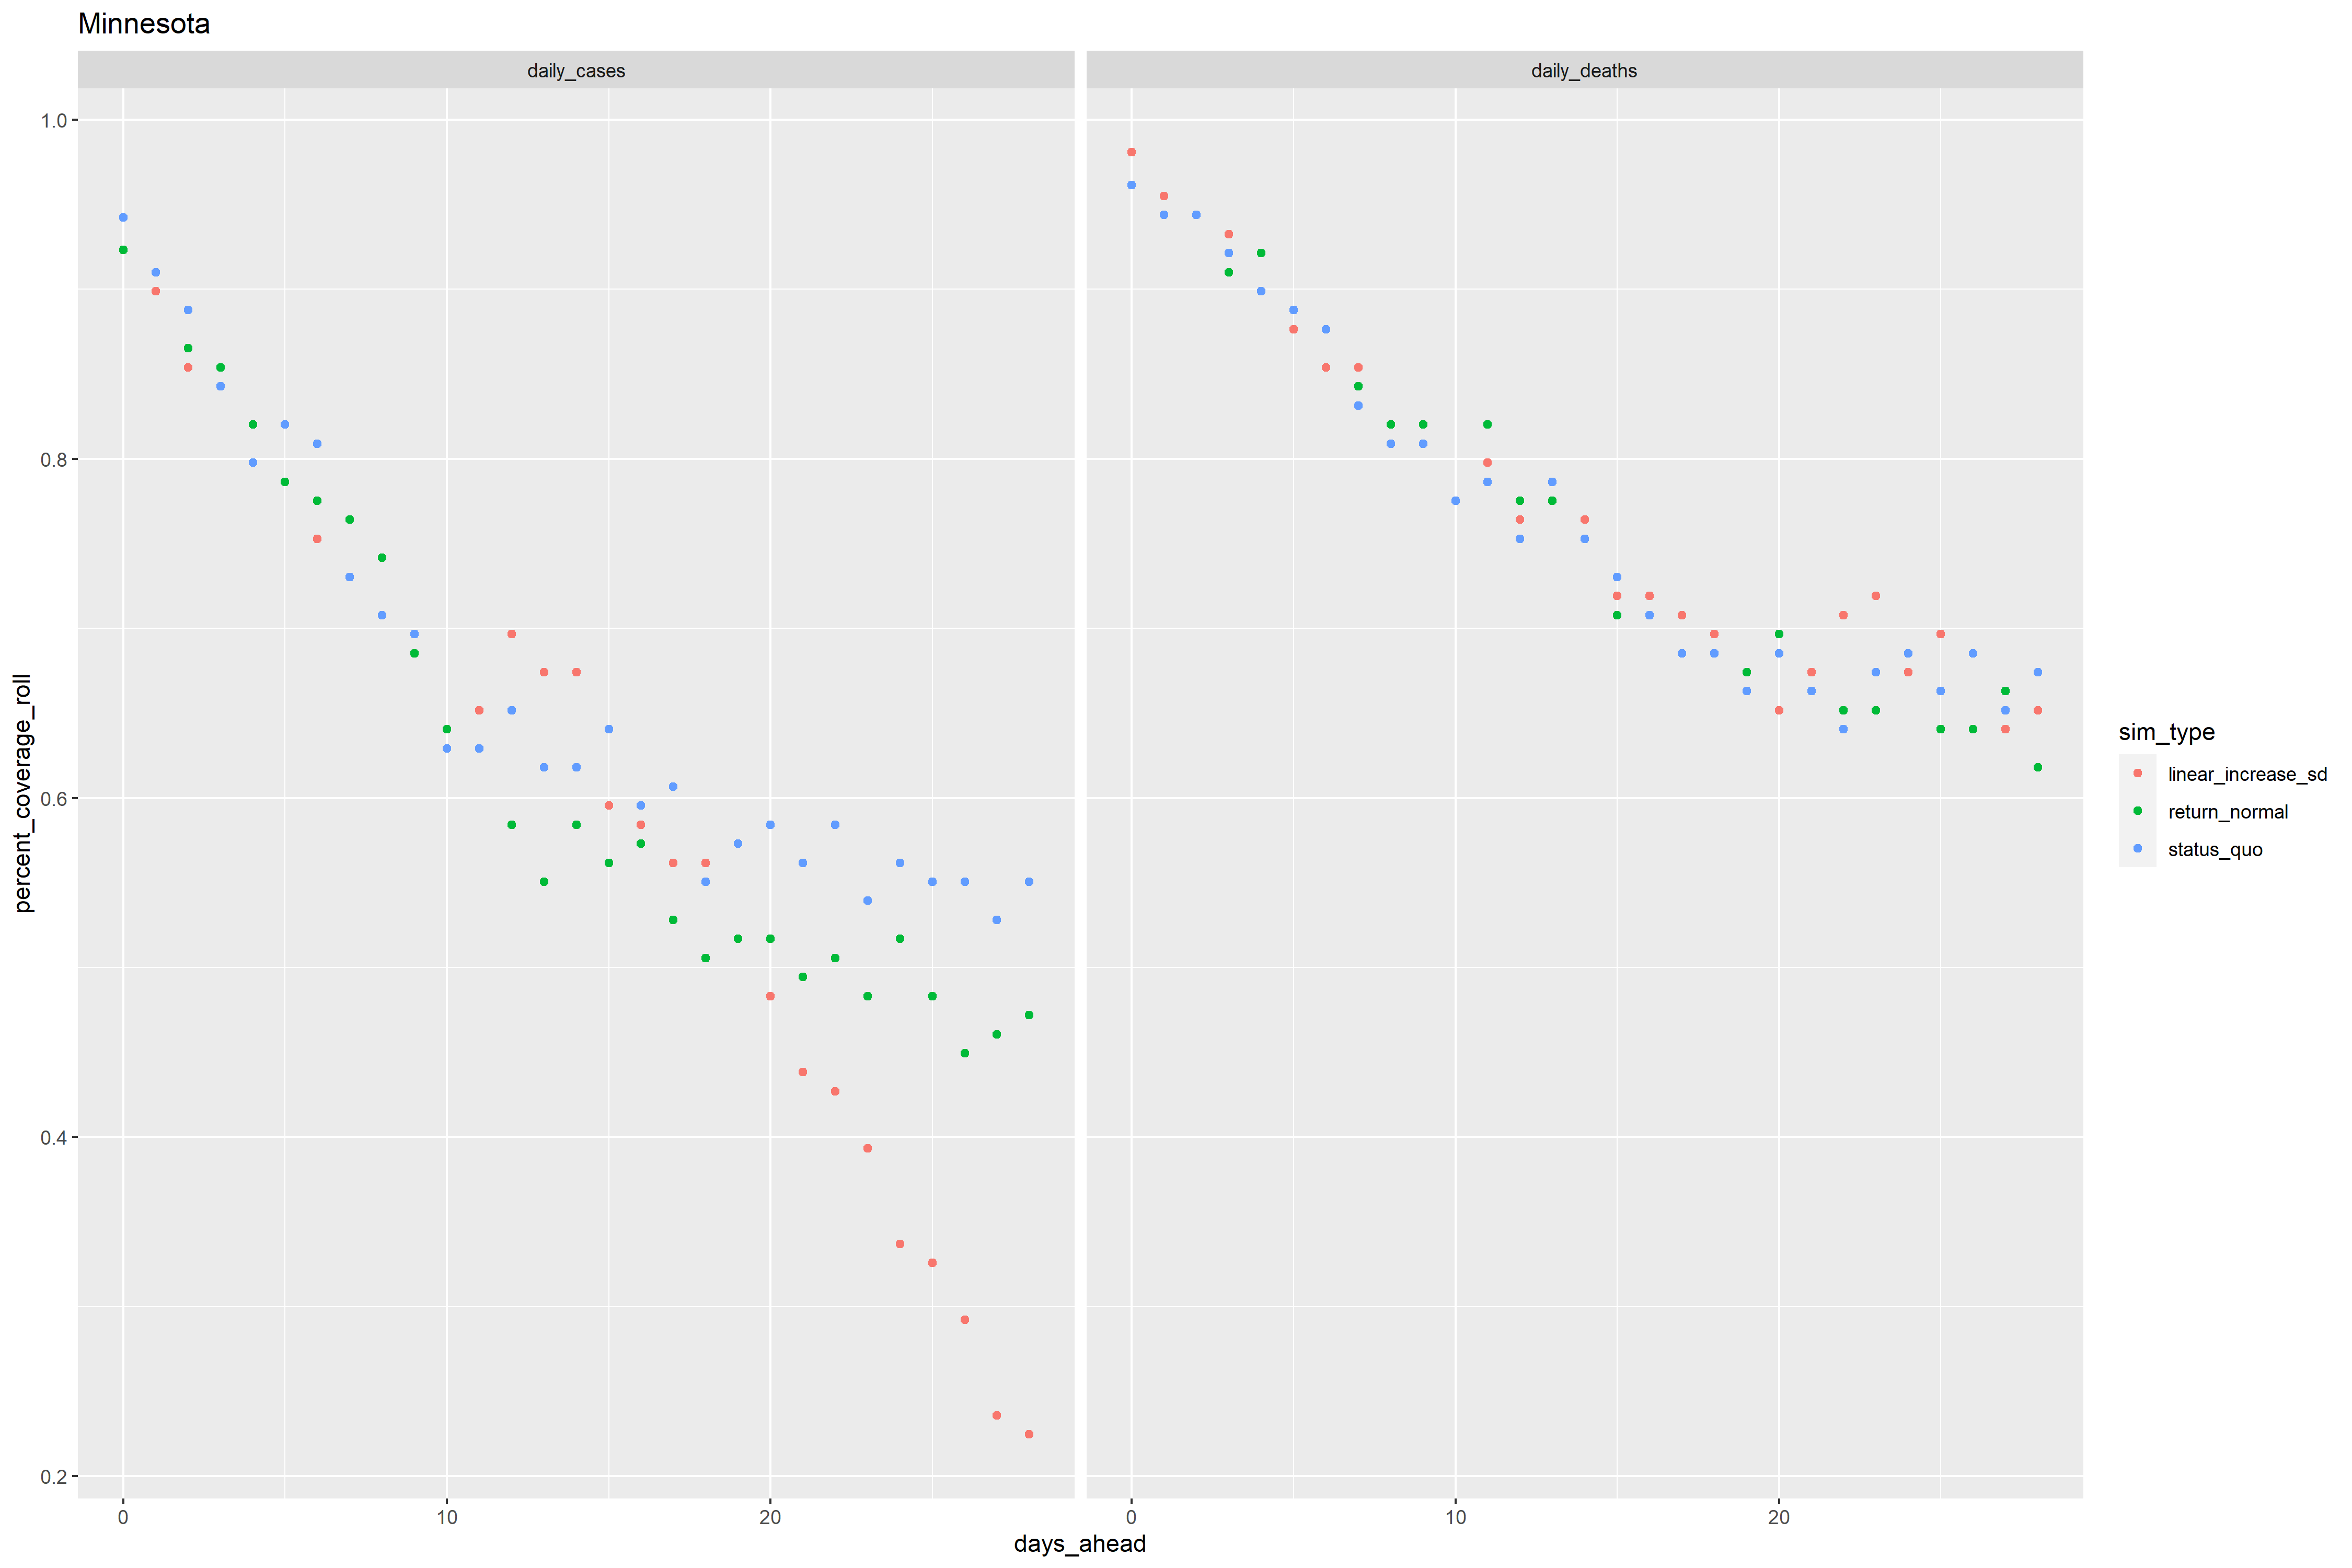 Minnesota
daily_cases
daily_deaths
1.0
0.8
0.6
0.4
0.2
percent_coverage_roll
0
10
20
0
10
20
days_ahead
sim_type
linear_increase_sd
return_normal
status_quo